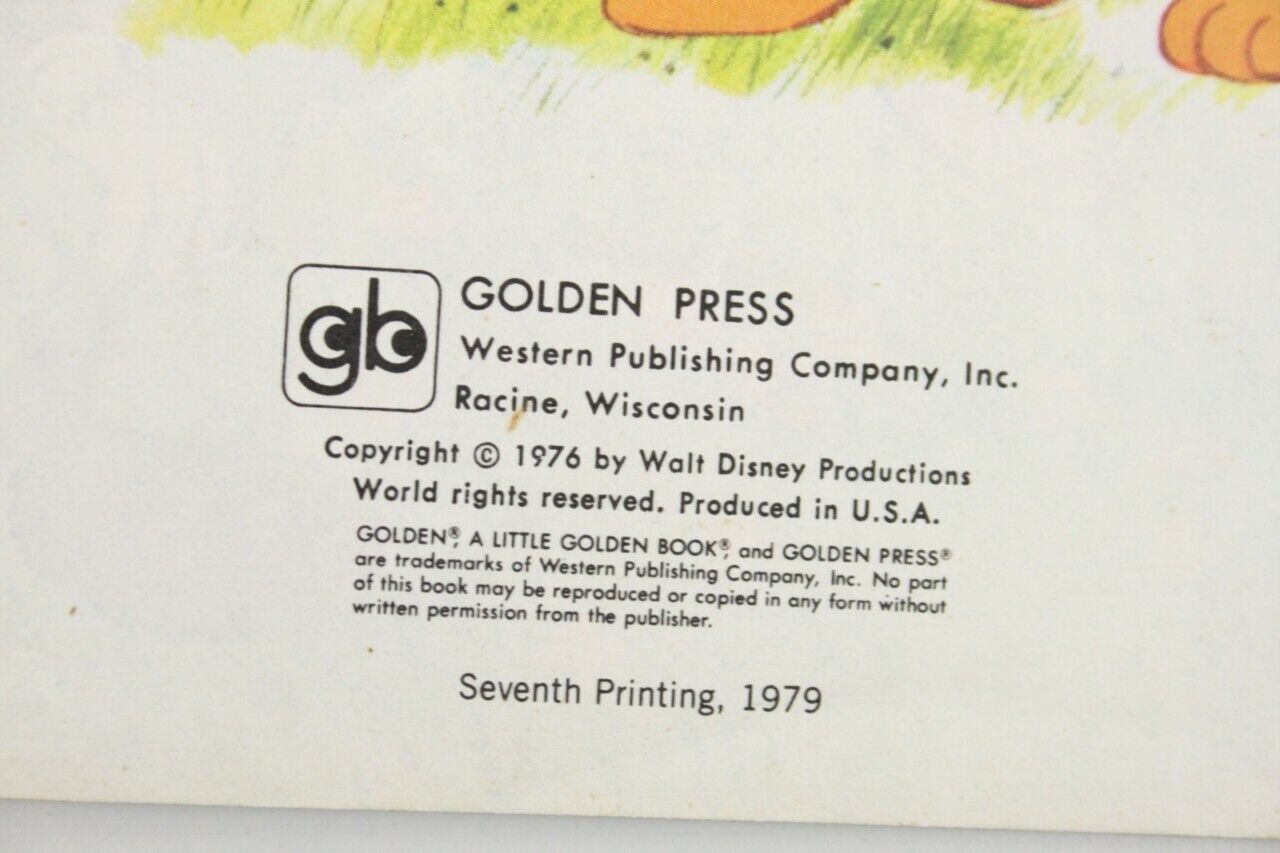 gb
GOLDEN PRESS
Western Publishing Company, Inc.
Racine, Wisconsin
Copyright © 1976 by Walt Disney Productions
World rights reserved. Produced in U.S.A.
GOLDEN®, A LITTLE GOLDEN BOOK®, and GOLDEN PRESS®
are trademarks of Western Publishing Company, Inc. No part
of this book may be reproduced or copied in any form without
written permission from the publisher.
Seventh Printing, 1979